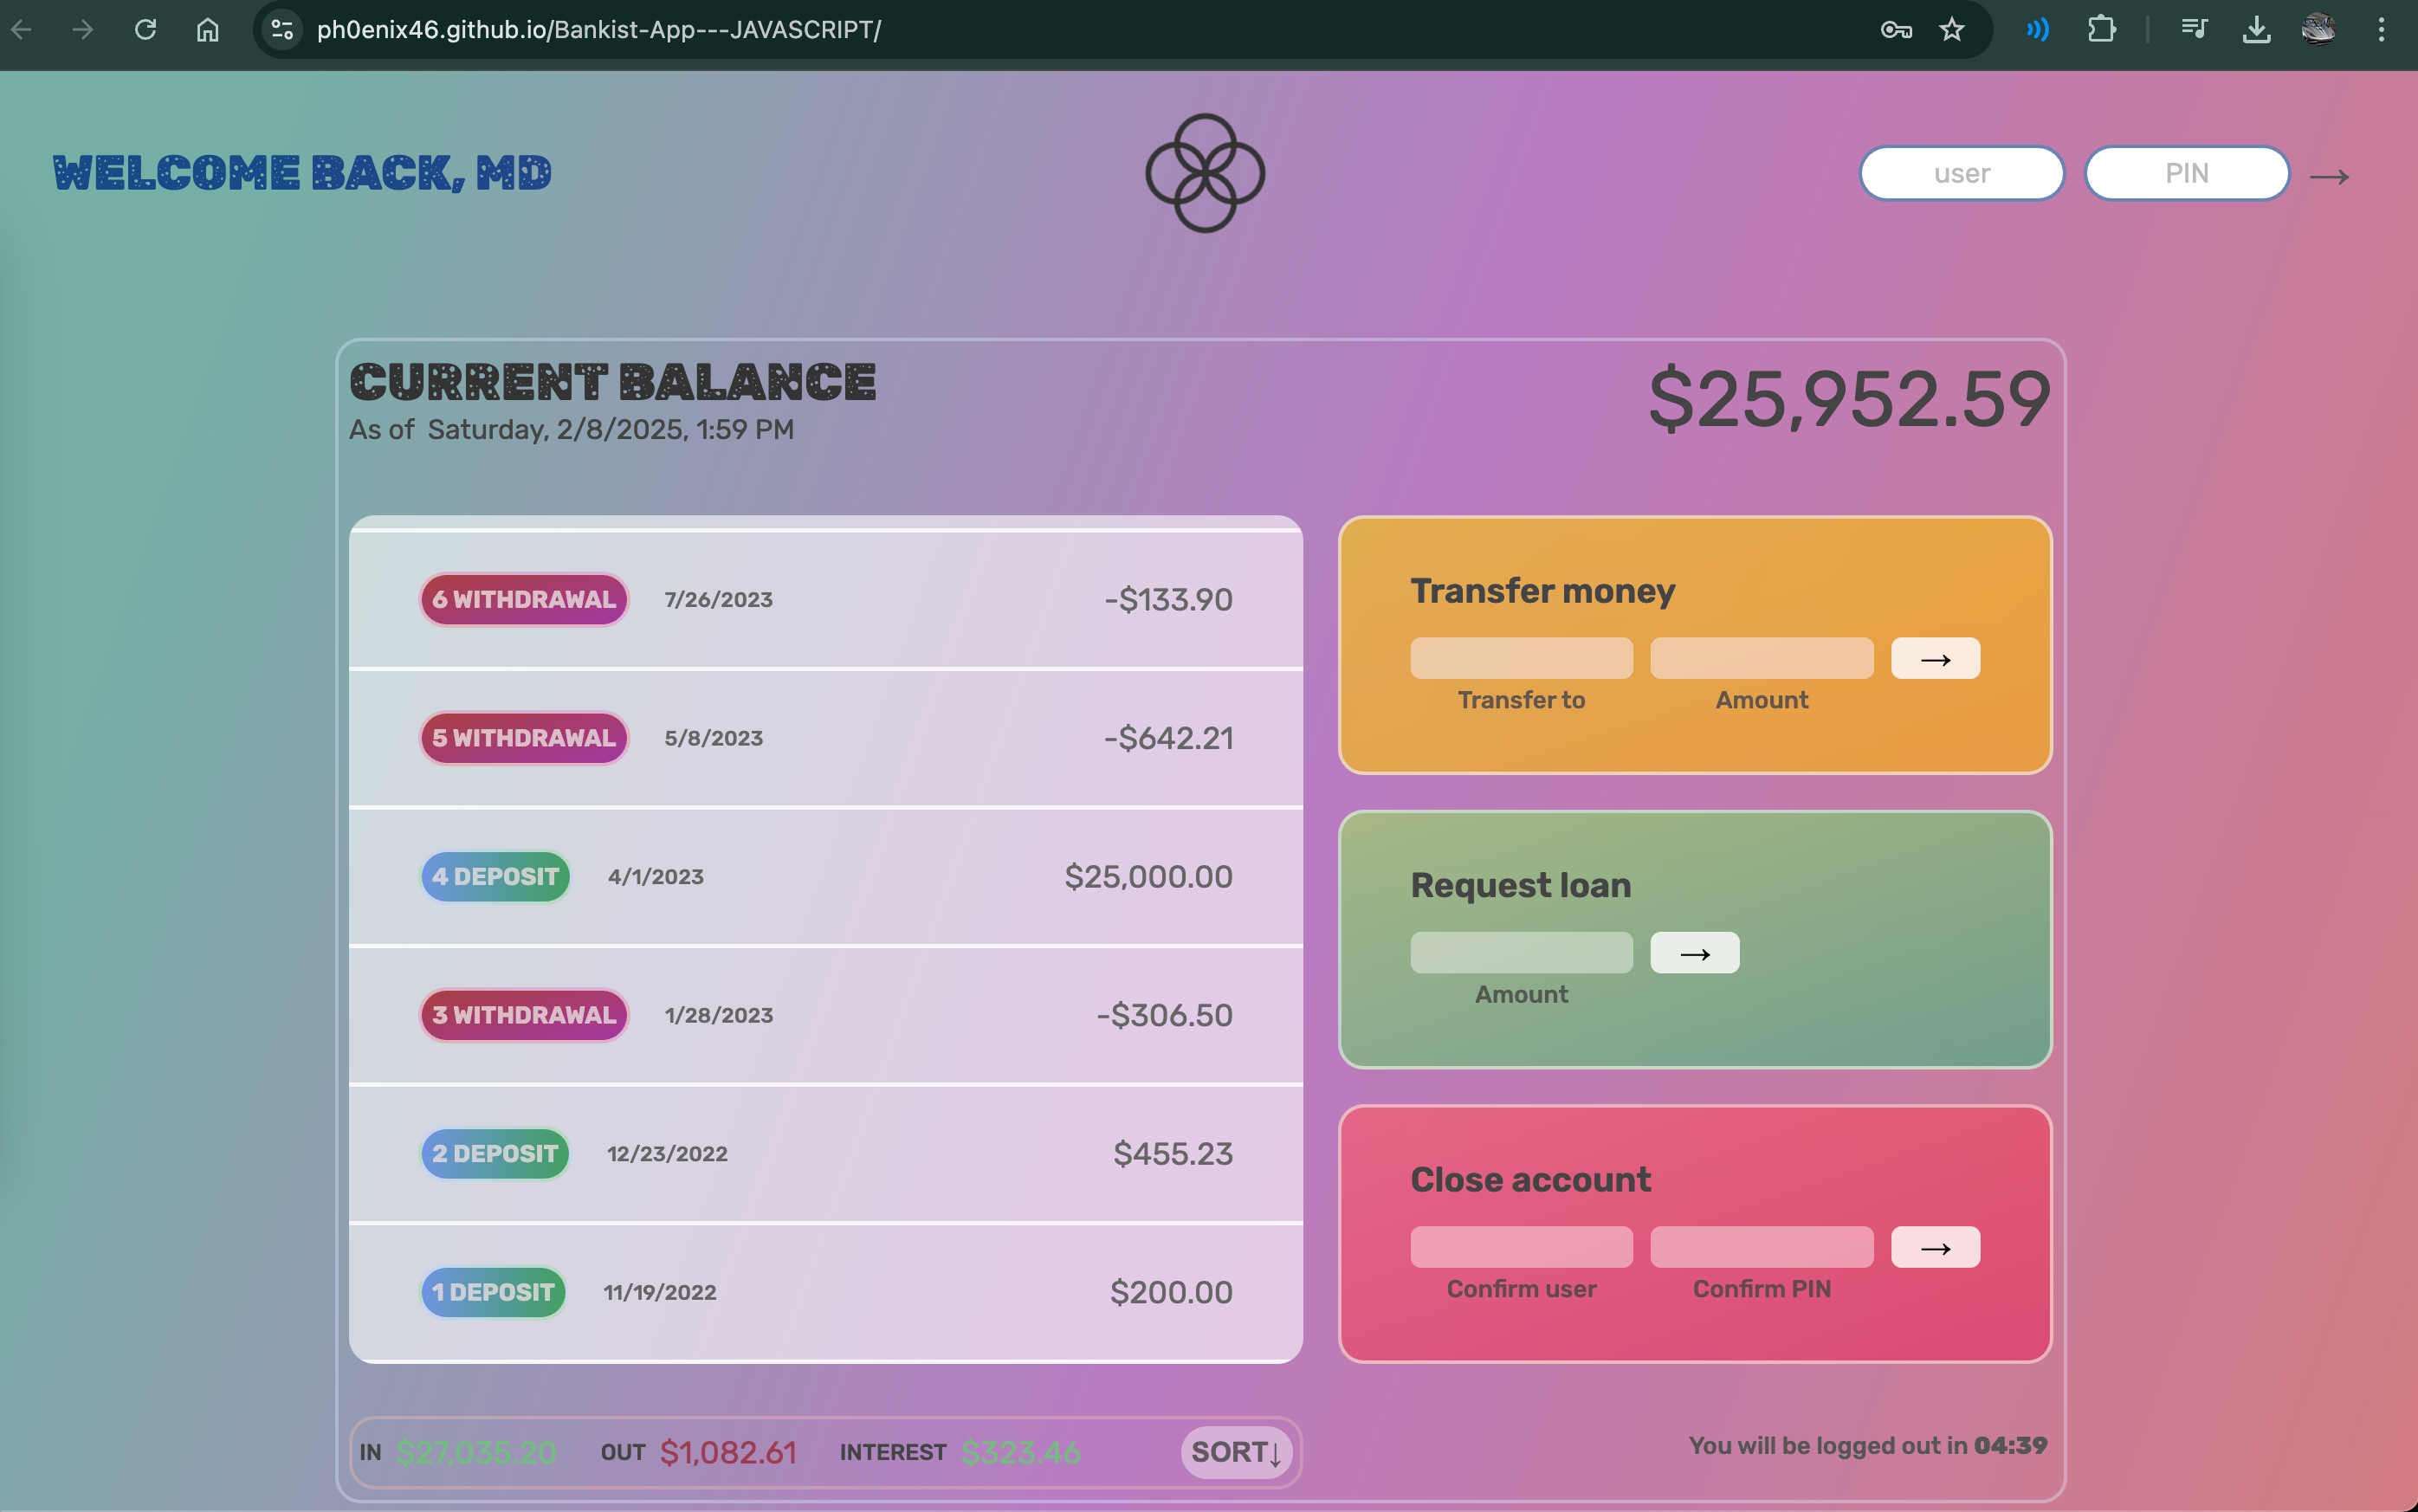 ph0enix46.github.io/Bankist-App---JAVASCRIPT/
WELCOME BACK, MD
user
PIN
→
CURRENT BALANCE
As of Saturday, 2/8/2025, 1:59 PM
$25,952.59
6 WITHDRAWAL 7/26/2023 -$133.90
5 WITHDRAWAL 5/8/2023 -$642.21
4 DEPOSIT 4/1/2023 $25,000.00
3 WITHDRAWAL 1/28/2023 -$306.50
2 DEPOSIT 12/23/2022 $455.23
1 DEPOSIT 11/19/2022 $200.00
Transfer money
→
Transfer to Amount
Request loan
→
Amount
Close account
→
Confirm user Confirm PIN
IN $27,035.20 OUT $1,082.61 INTEREST $323.46 SORT↓
You will be logged out in 04:39